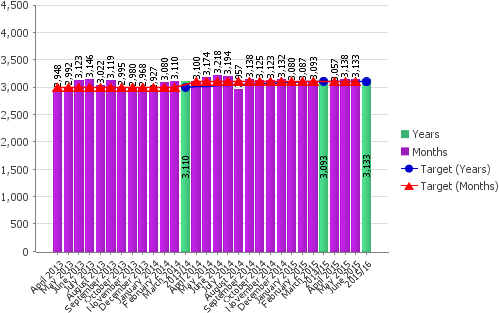 4,500
4,000
3,500
3,000
2,500
2,000
1,500
1,000
500
0
2,948
2,992
3,123
3,146
3,022
3,119
2,995
2,980
2,968
2,927
3,080
3,110
3,110
3,100
3,174
3,218
3,194
2,957
3,138
3,125
3,123
3,132
3,080
3,087
3,093
3,093
3,057
3,138
3,133
3,133
April 2013
May 2013
June 2013
July 2013
August 2013
September 2013
October 2013
November 2013
December 2013
January 2014
February 2014
March 2014
2013/14
April 2014
May 2014
June 2014
July 2014
August 2014
September 2014
October 2014
November 2014
December 2014
January 2015
February 2015
March 2015
2014/15
April 2015
May 2015
June 2015
2015/16
Years
Months
Target (Years)
Target (Months)